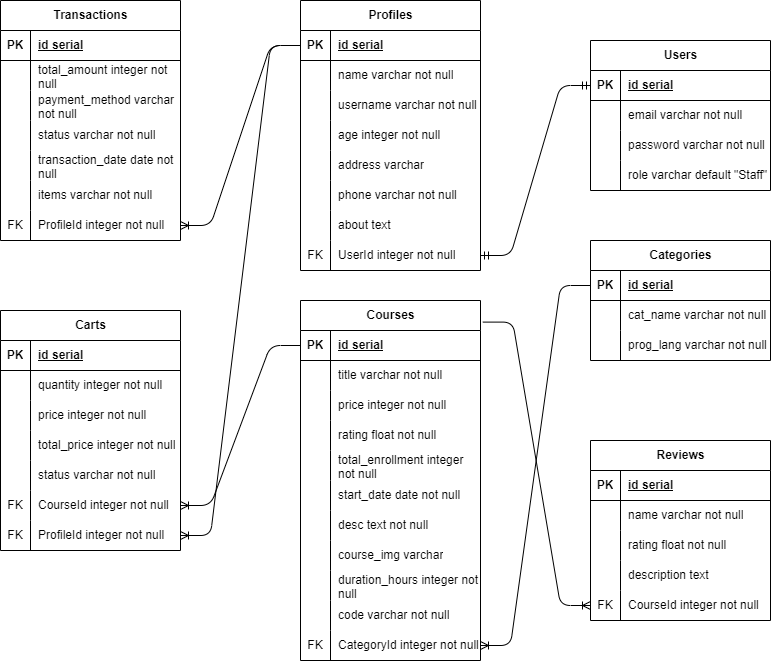 Transactions
PK id serial
total_amount integer not
null
payment_method varchar
not null
status varchar not null
transaction_date date not
null
items varchar not null
FK ProfileId integer not null
Profiles
PK id serial
name varchar not null
username varchar not null
age integer not null
address varchar
phone varchar not null
about text
FK UserId integer not null
Users
PK id serial
email varchar not null
password varchar not null
role varchar default "Staff"
Categories
PK id serial
cat_name varchar not null
prog_lang varchar not null
Carts
PK id serial
quantity integer not null
price integer not null
total_price integer not null
status varchar not null
FK CourseId integer not null
FK ProfileId integer not null
Courses
PK id serial
title varchar not null
price integer not null
rating float not null
total_enrollment integer
not null
start_date date not null
desc text not null
course_img varchar
duration_hours integer not
null
code varchar not null
FK CategoryId integer not null
Reviews
PK id serial
name varchar not null
rating float not null
description text
FK CourseId integer not null